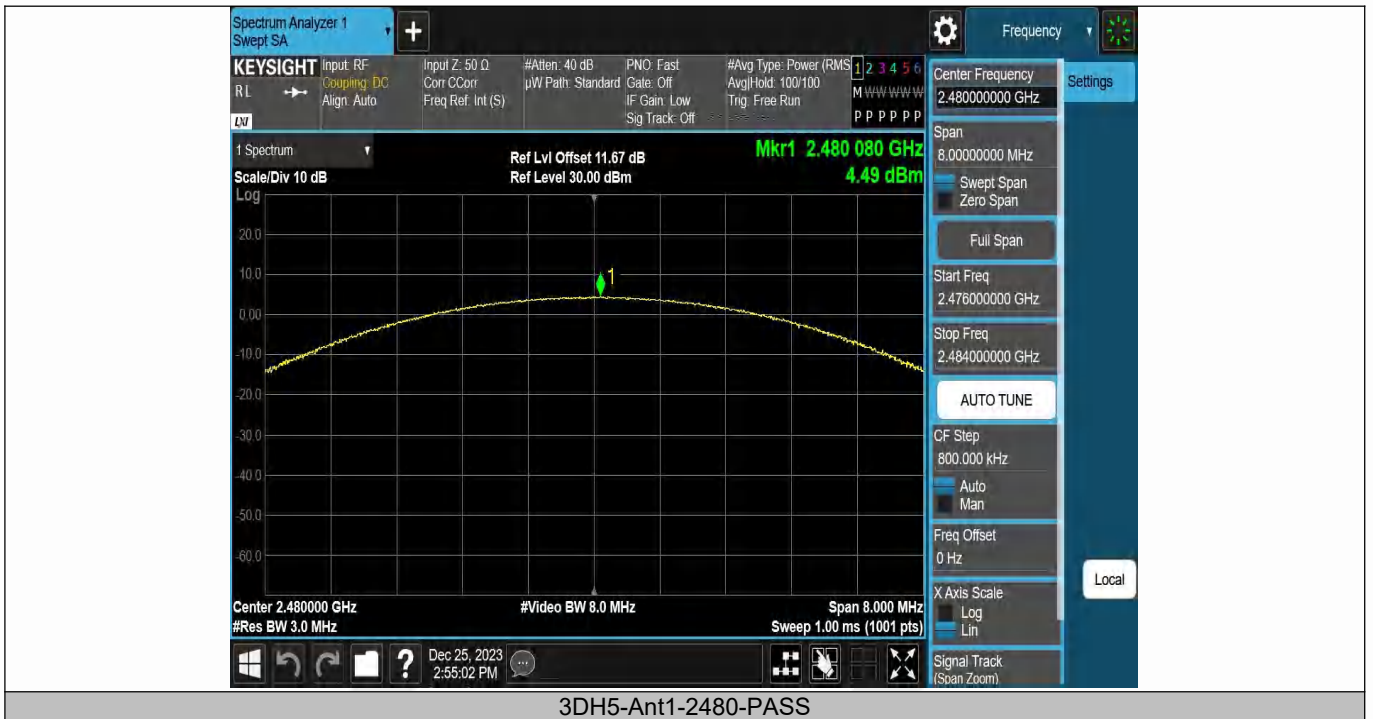 Spectrum Analyzer 1
Swept SA
+
Frequency
KEYSIGHT
RL
LXI
Input: RF
Coupling: DC
Align: Auto
Input Z: 50 Ω
Corr CCorr
Freq Ref: Int (S)
#Atten: 40 dB
µW Path: Standard
PNO: Fast
Gate: Off
IF Gain: Low
Sig Track: Off
#Avg Type: Power (RMS
Avg|Hold: 100/100
Trig: Free Run
1 2 3 4 5 6
M W W W W W
P P P P P P
1 Spectrum
Scale/Div 10 dB
Ref Lvl Offset 11.67 dB
Ref Level 30.00 dBm
Mkr1 2.480 080 GHz
4.49 dBm
Log
20.0
10.0
0.00
-10.0
-20.0
-30.0
-40.0
-50.0
-60.0
1
Center 2.480000 GHz
#Res BW 3.0 MHz
#Video BW 8.0 MHz
Span 8.000 MHz
Sweep 1.00 ms (1001 pts)
Center Frequency
2.480000000 GHz
Settings
Span
8.00000000 MHz
Swept Span
Zero Span
Full Span
Start Freq
2.476000000 GHz
Stop Freq
2.484000000 GHz
AUTO TUNE
CF Step
800.000 kHz
Auto
Man
Freq Offset
0 Hz
X Axis Scale
Log
Lin
Signal Track
(Span Zoom)
Local
?
Dec 25, 2023
2:55:02 PM
3DH5-Ant1-2480-PASS